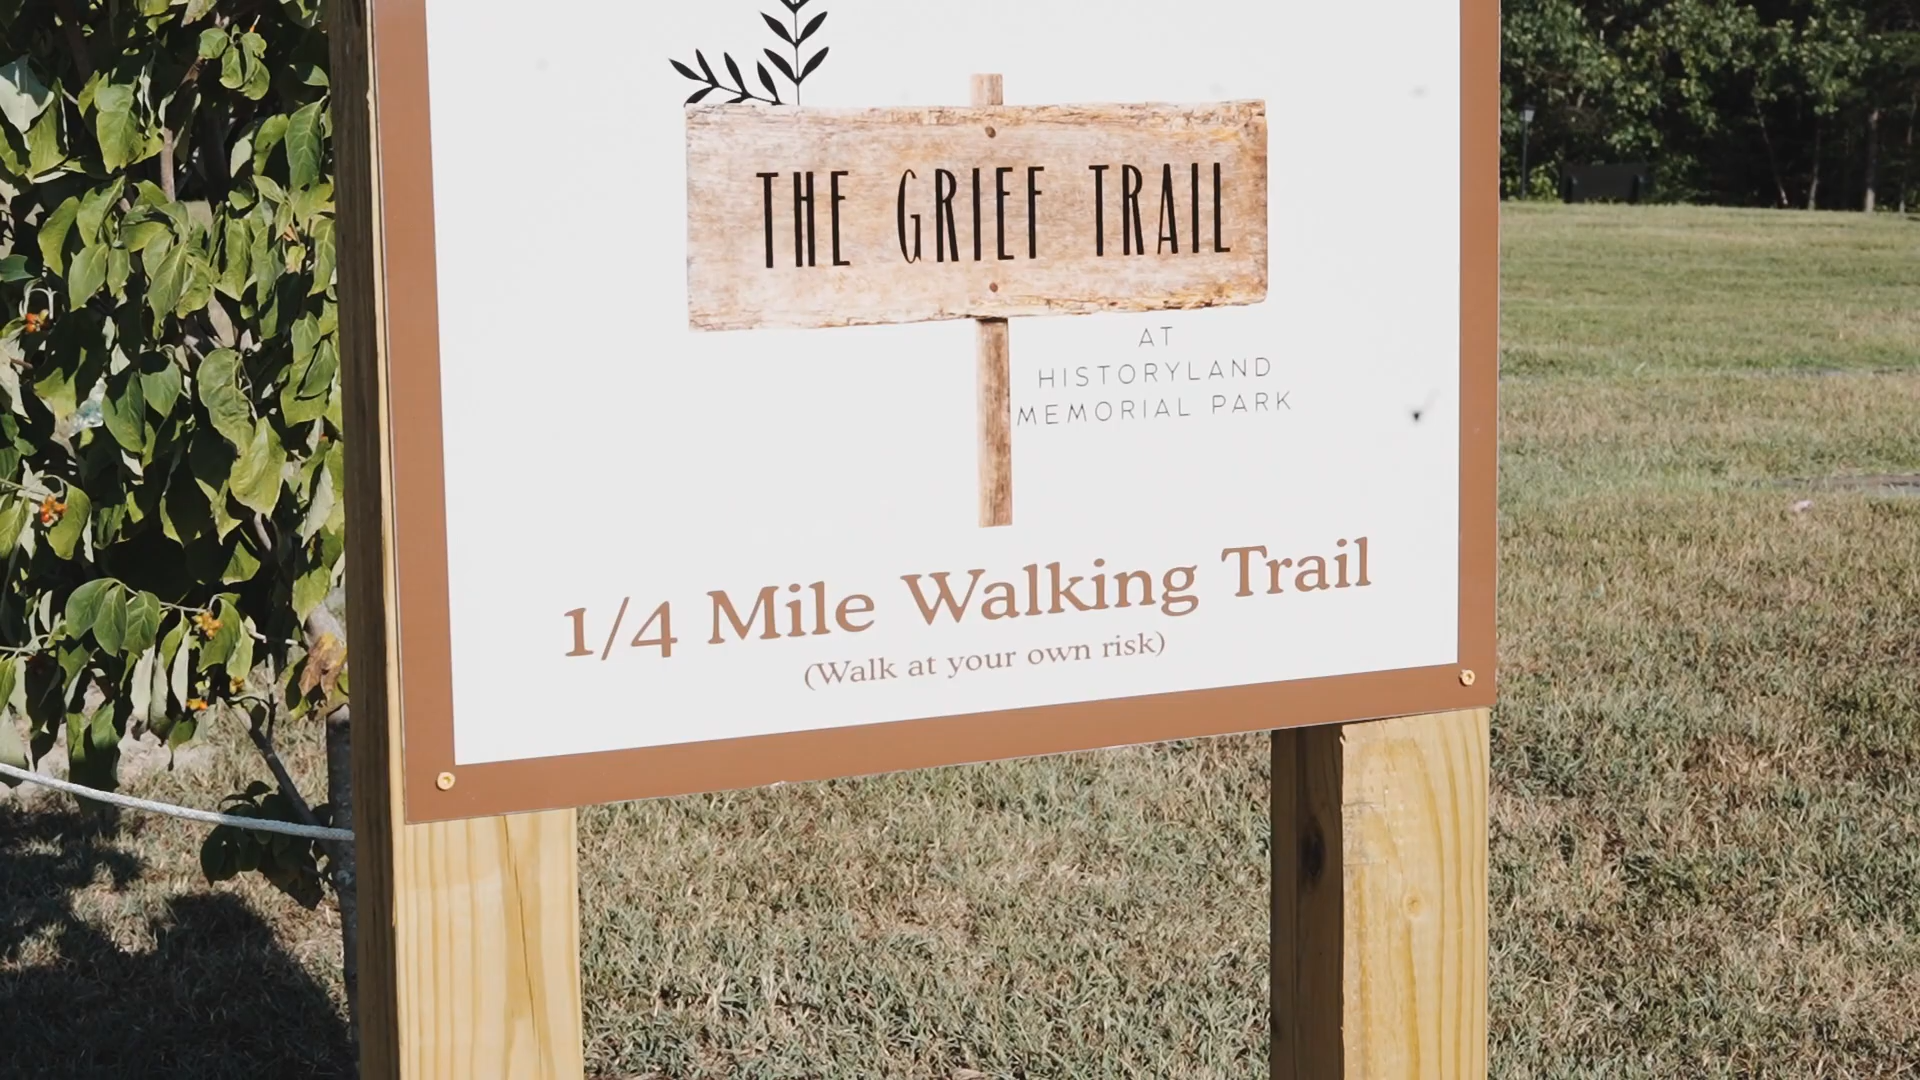 THE GRIEF TRAIL
AT
HISTORYLAND
MEMORIAL PARK
1/4 Mile Walking Trail
(Walk at your own risk)